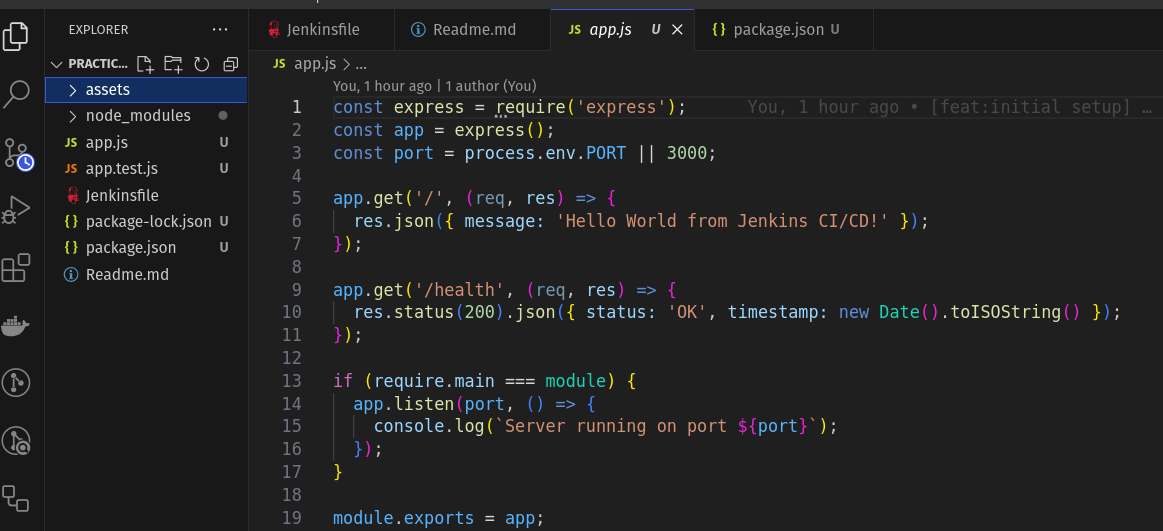 EXPLORER ...
Jenkinsfile
Readme.md
JS app.js U
{} package.json U
PRACTIC...
JS app.js > ...
assets
node_modules
JS app.js U
JS app.test.js U
Jenkinsfile
{} package-lock.json U
{} package.json U
Readme.md
You, 1 hour ago | 1 author (You)
1 const express = require('express'); You, 1 hour ago • [feat:initial setup] …
2 const app = express();
3 const port = process.env.PORT || 3000;
4
5 app.get('/', (req, res) => {
6   res.json({ message: 'Hello World from Jenkins CI/CD!' });
7 });
8
9 app.get('/health', (req, res) => {
10   res.status(200).json({ status: 'OK', timestamp: new Date().toISOString() });
11 });
12
13 if (require.main === module) {
14   app.listen(port, () => {
15     console.log(`Server running on port ${port}`);
16   });
17 }
18
19 module.exports = app;